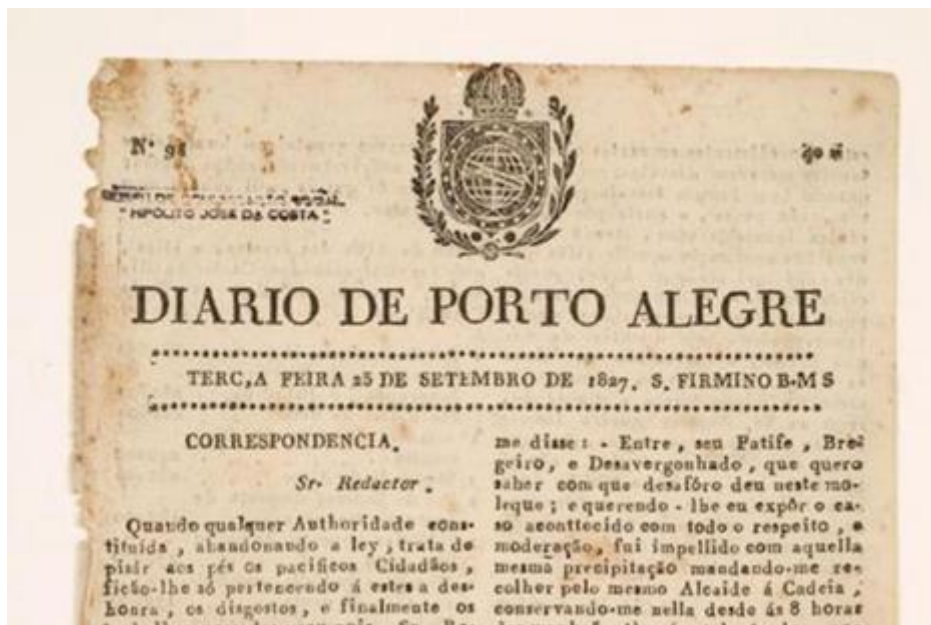 Nº 9
HIPÓLITO JOSÉ DA COSTA
DIARIO DE PORTO ALEGRE
TERC,A FEIRA 25 DE SETEMBRO DE 1827. S. FIRMINO B.M S
CORRESPONDENCIA.
Sr. Redactor.
Quando qualquer Authoridade cons-
tituida, abandonando a ley, trata de
pizar aos pés os pacificos Cidadãos,
ficão-lhe só pertencendo á estes a des-
honra, os disgostos, e finalmente os
me disse: - Entre, seu Patife, Bre-
geiro, e Desavergonhado, que quero
saber com que desafôro deu neste mo-
leque; e querendo-lhe eu expôr o ca-
so aconttecido com todo o respeito, e
moderação, fui impellido com aquella
mesma precipitação mandando-me re-
colher pelo mesmo Alcaide á Cadeia,
conservando-me nella desde ás 8 horas